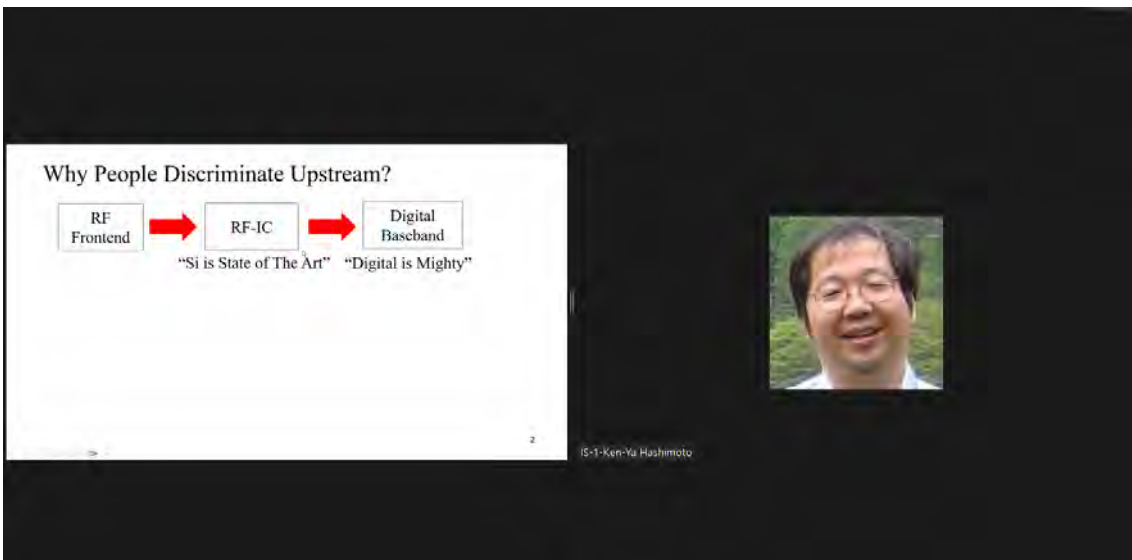 Why People Discriminate Upstream?
RF
Frontend
RF-IC
Digital
Baseband
“Si is State of The Art”
“Digital is Mighty”
2
IS-1-Ken-Ya Hashimoto